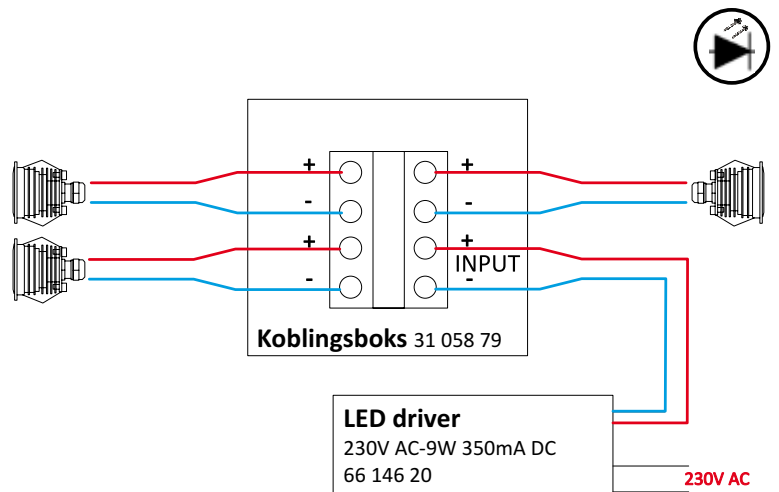 + +
- -
+ +
INPUT
- -
Koblingsboks 31 058 79
LED driver
230V AC-9W 350mA DC
66 146 20
230V AC